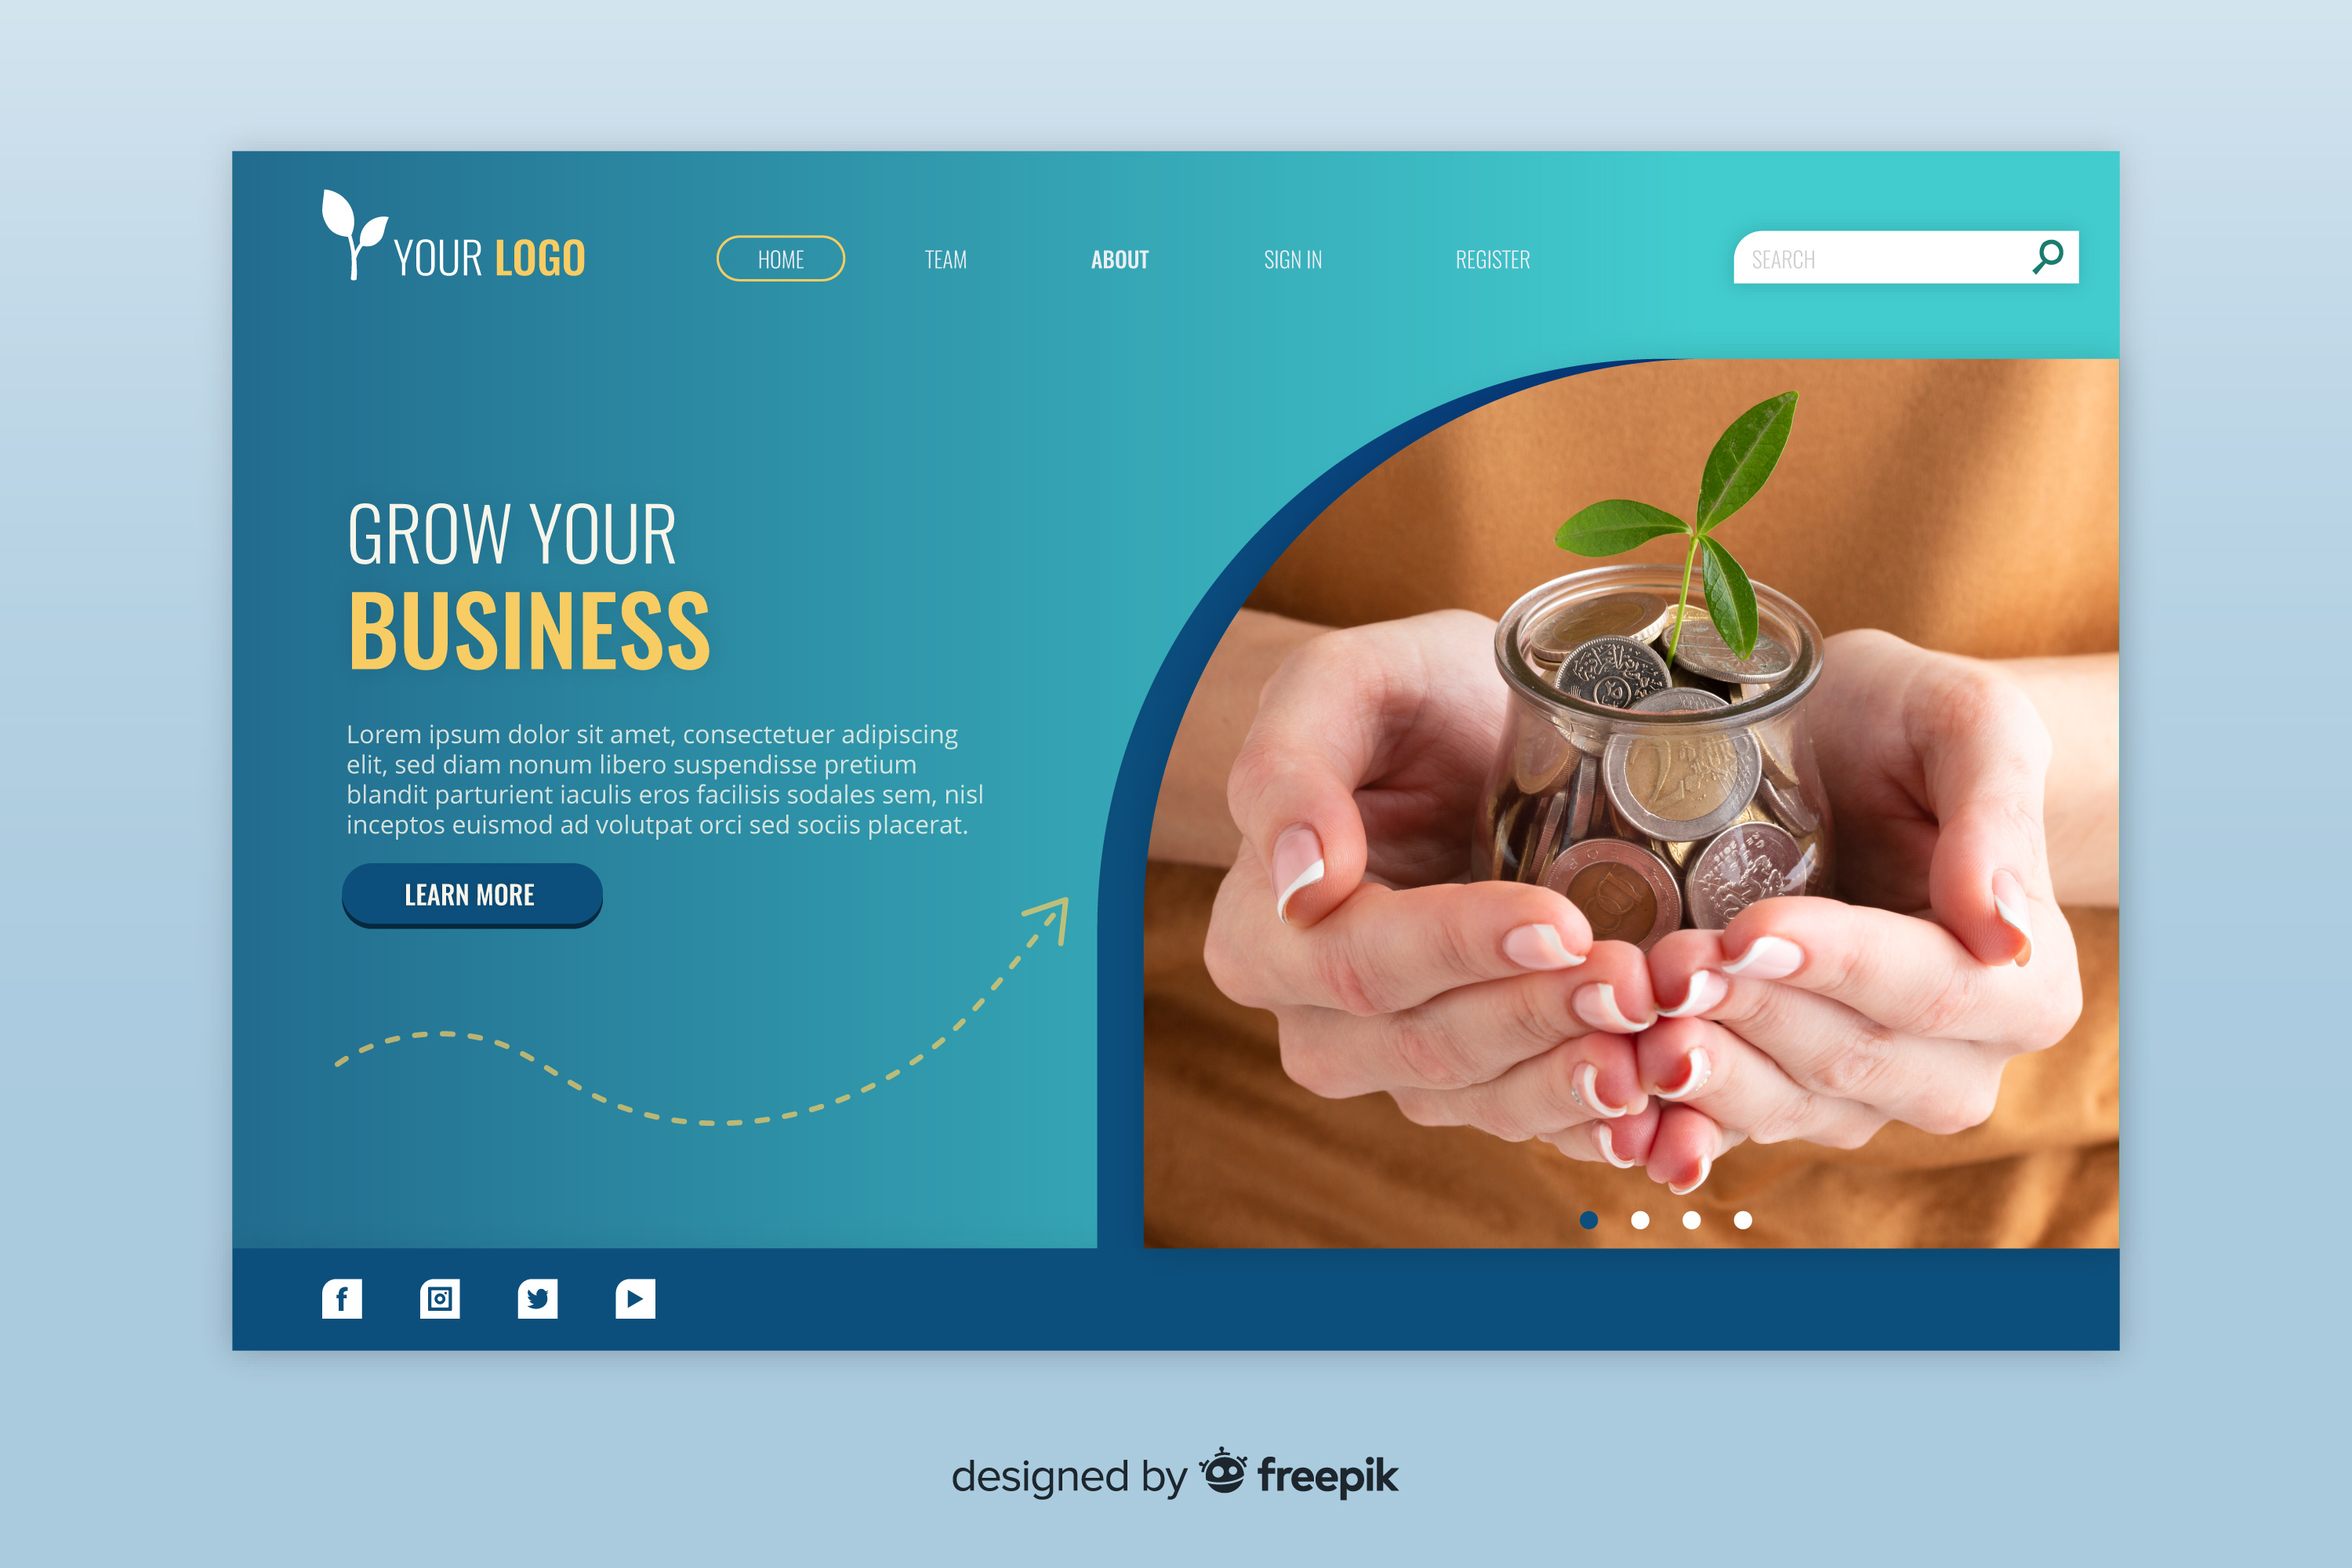 YOUR LOGO
HOME
TEAM
ABOUT
SIGN IN
REGISTER
SEARCH
GROW YOUR
BUSINESS
Lorem ipsum dolor sit amet, consectetuer adipiscing
elit, sed diam nonum libero suspendisse pretium
blandit parturient iaculis eros facilisis sodales sem, nisl
inceptos euismod ad volutpat orci sed sociis placerat.
LEARN MORE
designed by freepik